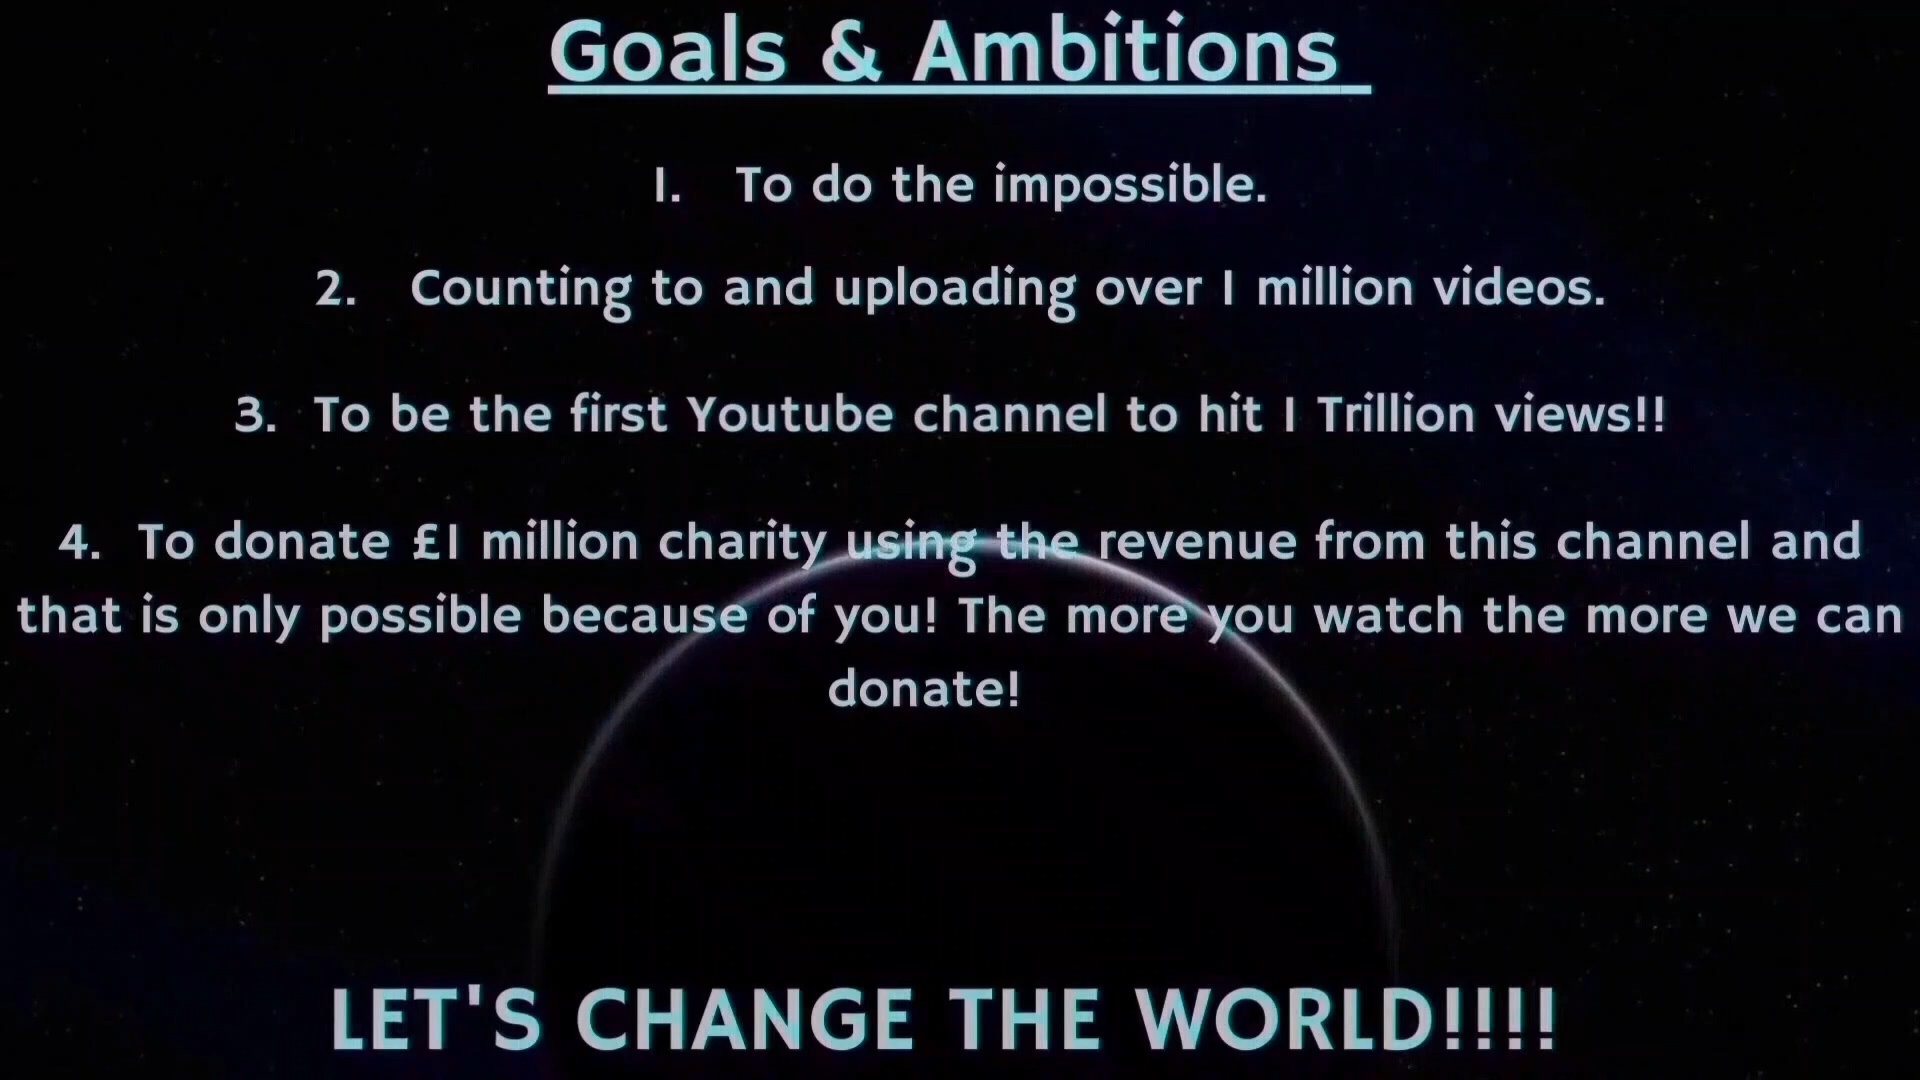 Goals & Ambitions
1. To do the impossible.
2. Counting to and uploading over 1 million videos.
3. To be the first Youtube channel to hit 1 Trillion views!!
4. To donate £1 million charity using the revenue from this channel and
that is only possible because of you! The more you watch the more we can
donate!
LET'S CHANGE THE WORLD!!!!